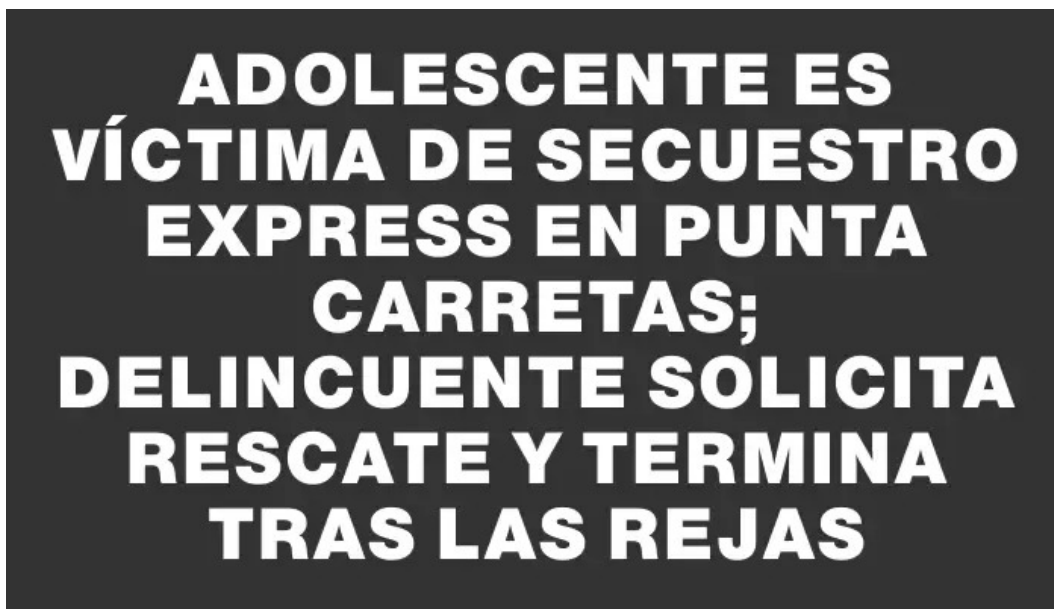 ADOLESCENTE ES
VÍCTIMA DE SECUESTRO
EXPRESS EN PUNTA
CARRETAS;
DELINCUENTE SOLICITA
RESCATE Y TERMINA
TRAS LAS REJAS